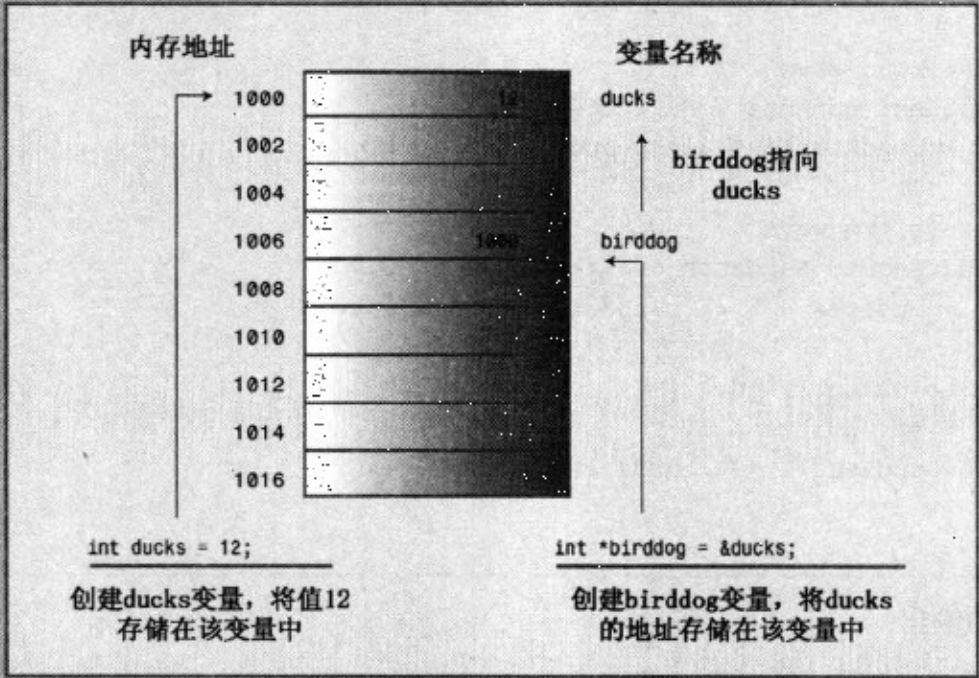 内存地址
变量名称
1000
12
ducks
1002
birddog指向
ducks
1004
1006
1000
birddog
1008
1010
1012
1014
1016
int ducks = 12;
int *birddog = &ducks;
创建ducks变量，将值12
存储在该变量中
创建birddog变量，将ducks
的地址存储在该变量中